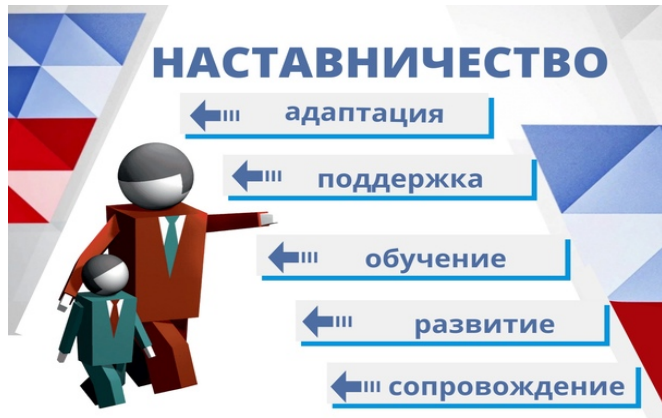 НАСТАВНИЧЕСТВО
адаптация
поддержка
обучение
развитие
сопровождение